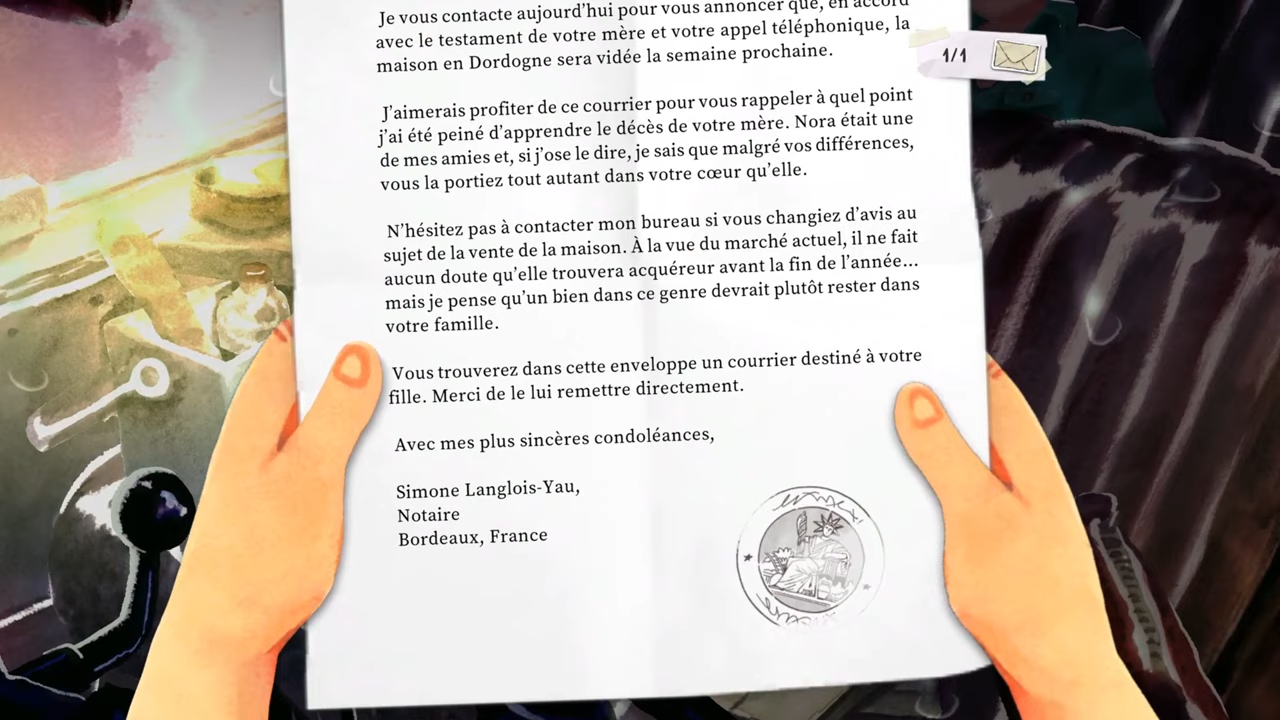 Je vous contacte aujourd'hui pour vous annoncer que, en accord
avec le testament de votre mère et votre appel téléphonique, la
maison en Dordogne sera vidée la semaine prochaine.
1/1
J'aimerais profiter de ce courrier pour vous rappeler à quel point
j'ai été peiné d'apprendre le décès de votre mère. Nora était une
de mes amies et, si j'ose le dire, je sais que malgré vos différences,
vous la portiez tout autant dans votre cœur qu'elle.
N'hésitez pas à contacter mon bureau si vous changiez d'avis au
sujet de la vente de la maison. À la vue du marché actuel, il ne fait
aucun doute qu'elle trouvera acquéreur avant la fin de l'année...
mais je pense qu'un bien dans ce genre devrait plutôt rester dans
votre famille.
Vous trouverez dans cette enveloppe un courrier destiné à votre
fille. Merci de le lui remettre directement.
Avec mes plus sincères condoléances,
Simone Langlois-Yau,
Notaire
Bordeaux, France